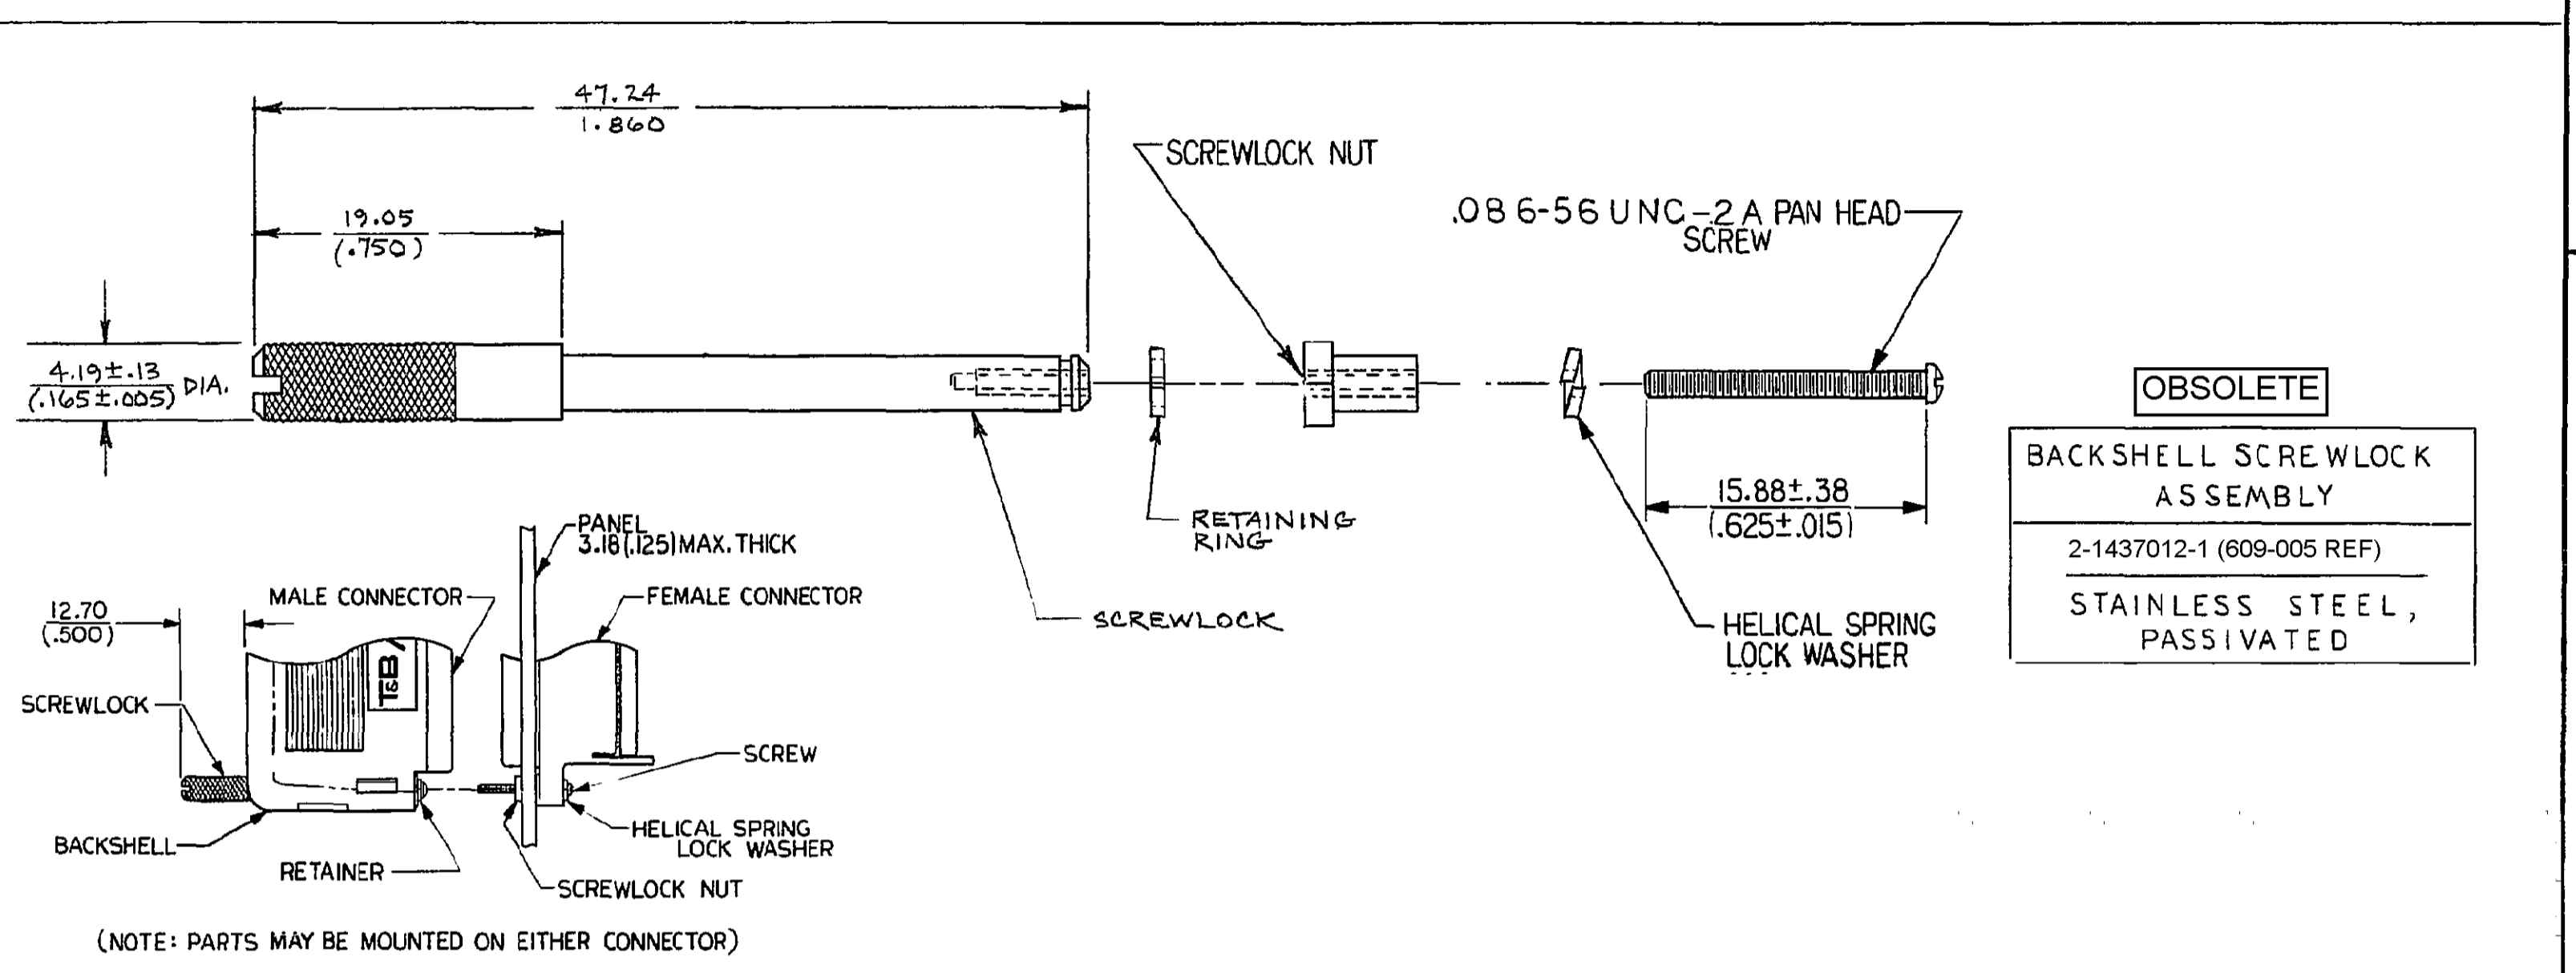 47.24
1.860
19.05
(.750)
4.19±.13
(.165±.005) DIA.
SCREWLOCK NUT
.086-56 UNC-2A PAN HEAD
SCREW
15.88±.38
(.625±.015)
RETAINING
RING
SCREWLOCK
HELICAL SPRING
LOCK WASHER
OBSOLETE
BACKSHELL SCREWLOCK
ASSEMBLY
2-1437012-1 (609-005 REF)
STAINLESS STEEL,
PASSIVATED
PANEL
3.18(.125)MAX. THICK
MALE CONNECTOR
FEMALE CONNECTOR
12.70
(.500)
T&B
SCREWLOCK
SCREW
BACKSHELL
RETAINER
HELICAL SPRING
LOCK WASHER
SCREWLOCK NUT
(NOTE: PARTS MAY BE MOUNTED ON EITHER CONNECTOR)